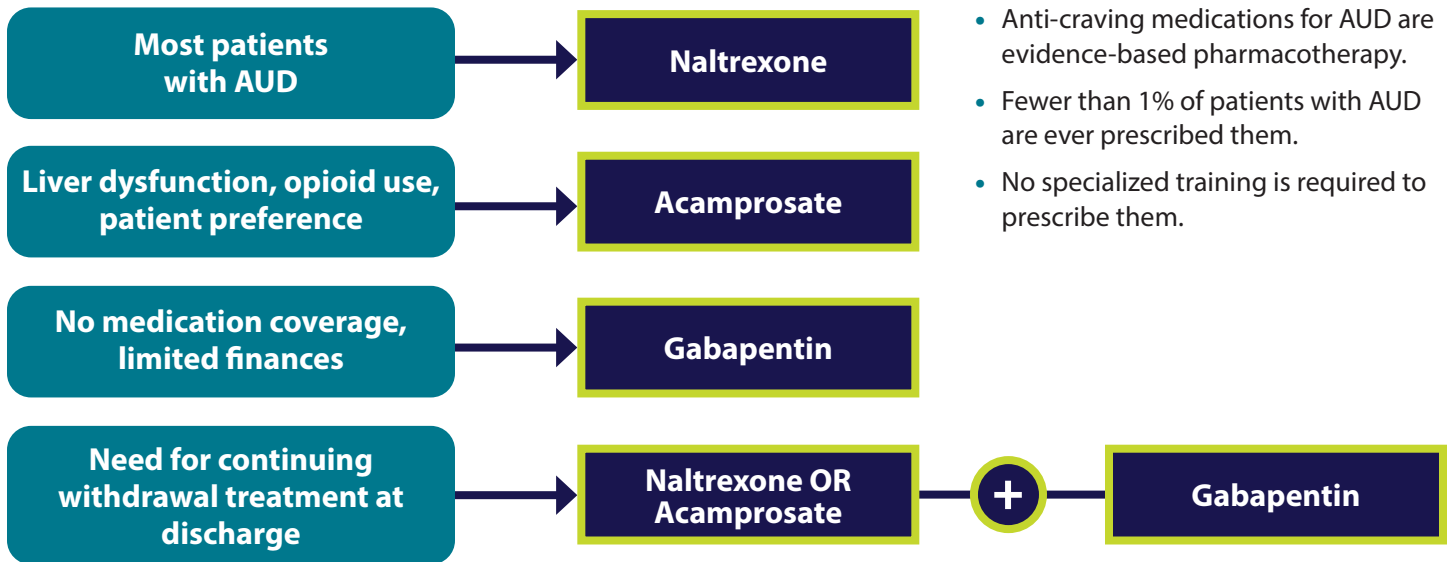 Most patients
with AUD
Naltrexone
Liver dysfunction, opioid use,
patient preference
Acamprosate
No medication coverage,
limited finances
Gabapentin
Need for continuing
withdrawal treatment at
discharge
Naltrexone OR
Acamprosate
+
Gabapentin
• Anti-craving medications for AUD are
evidence-based pharmacotherapy.
• Fewer than 1% of patients with AUD
are ever prescribed them.
• No specialized training is required to
prescribe them.